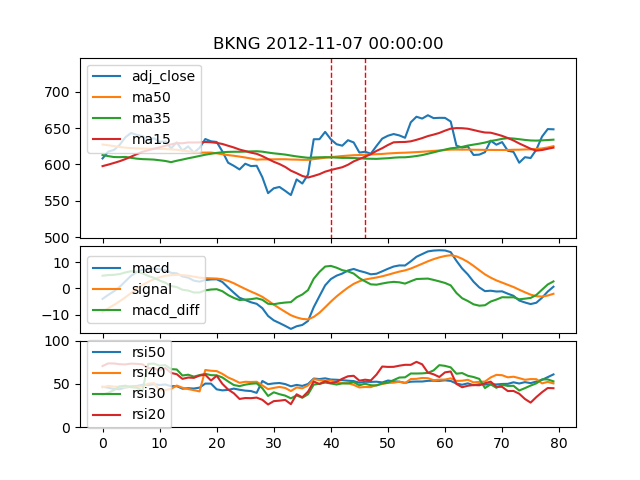 BKNG 2012-11-07 00:00:00
adj_close
ma50
ma35
ma15
700
650
600
550
500
macd
signal
macd_diff
10
0
−10
rsi50
rsi40
rsi30
rsi20
100
50
0
0 10 20 30 40 50 60 70 80